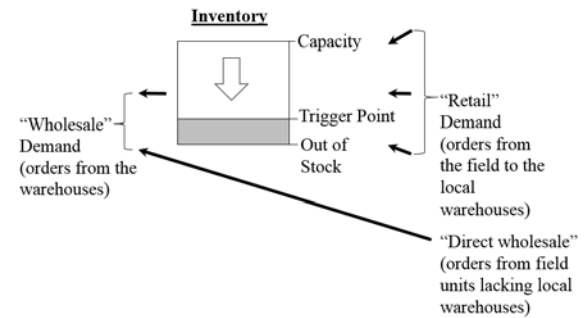 Inventory
Capacity
Trigger Point
Out of
Stock
“Wholesale”
Demand
(orders from the
warehouses)
“Retail”
Demand
(orders from
the field to the
local
warehouses)
“Direct wholesale”
(orders from field
units lacking local
warehouses)